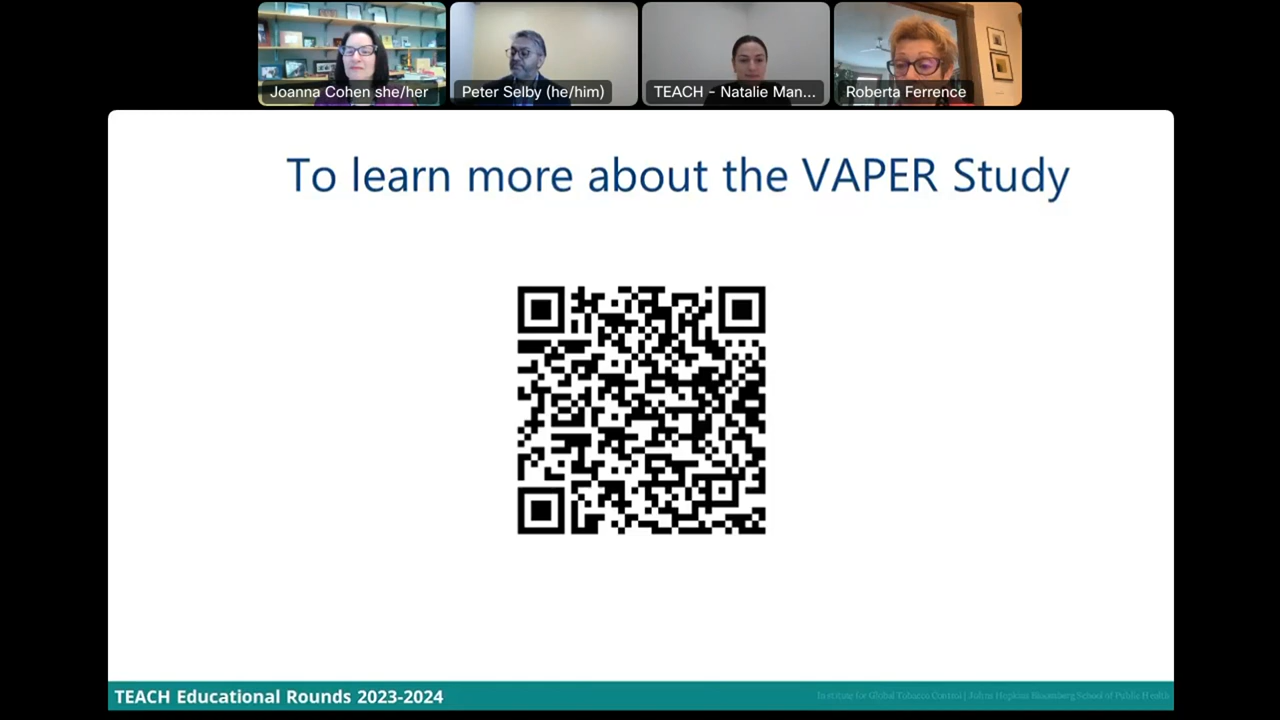 Joanna Cohen she/her
Peter Selby (he/him)
TEACH - Natalie Man...
Roberta Ferrence
To learn more about the VAPER Study
TEACH Educational Rounds 2023-2024
Institute for Global Tobacco Control | Johns Hopkins Bloomberg School of Public Health